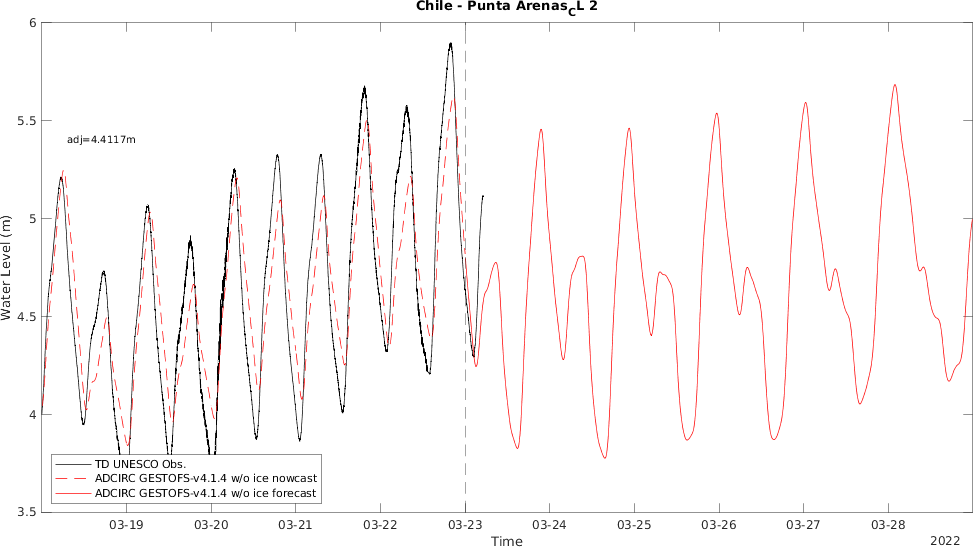 Chile - Punta Arenas_CL 2
6
5.5
adj=4.4117m
5
Water Level (m)
4.5
4
TD UNESCO Obs.
ADCIRC GESTOFS-v4.1.4 w/o ice nowcast
ADCIRC GESTOFS-v4.1.4 w/o ice forecast
3.5
03-19 03-20 03-21 03-22 03-23 03-24 03-25 03-26 03-27 03-28
Time
2022